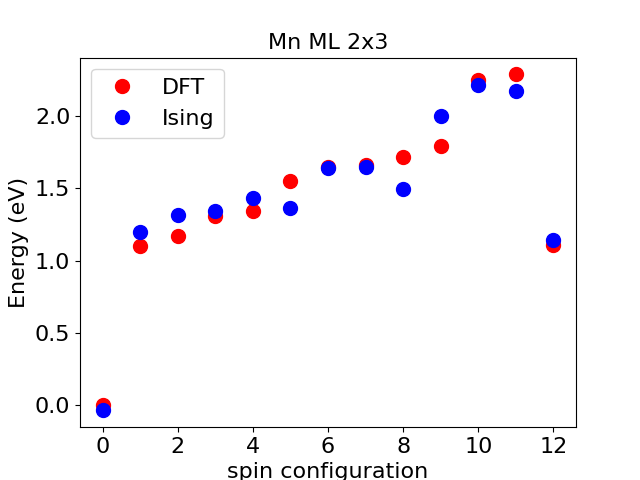 Mn ML 2x3
DFT
Ising
2.0
1.5
1.0
0.5
0.0
Energy (eV)
0 2 4 6 8 10 12
spin configuration